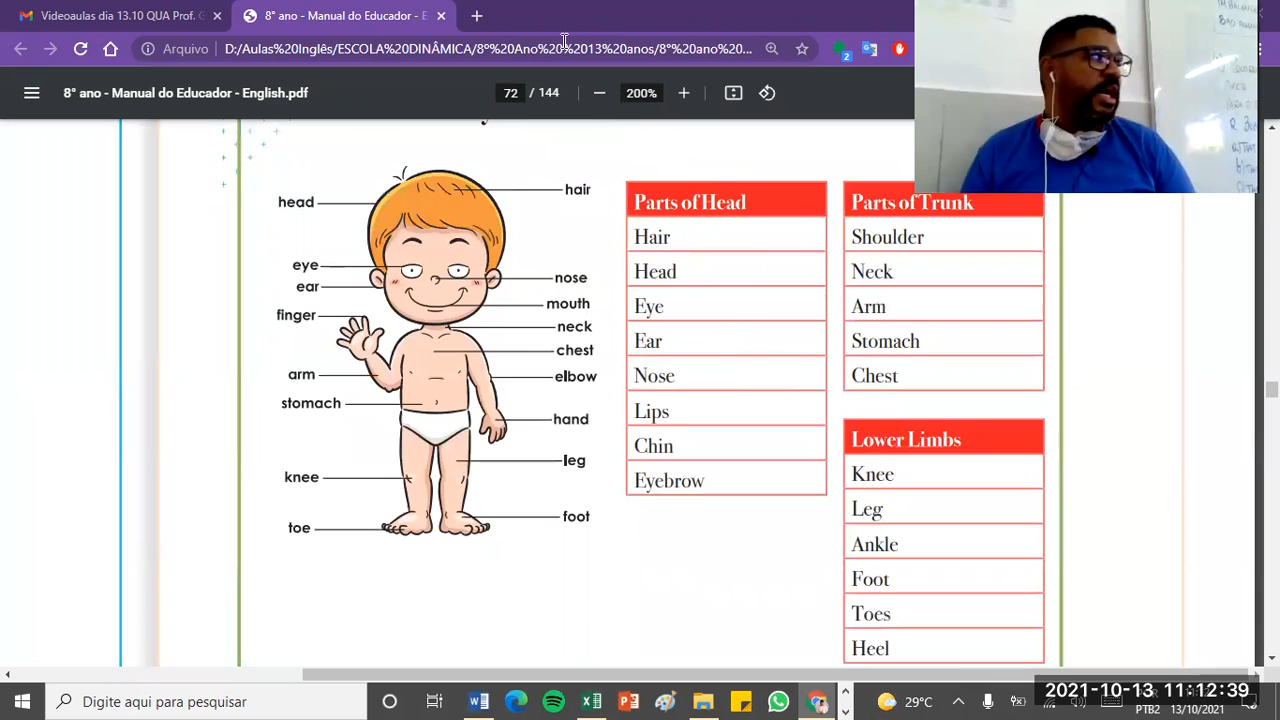 Videoaulas dia 13.10 QUA Prof. G
8° ano - Manual do Educador - E
Arquivo
D:/Aulas%20Inglês/ESCOLA%20DINÂMICA/8º%20Ano%20%2013%20anos/8°%20ano%20...
2
8° ano - Manual do Educador - English.pdf
72 / 144
200%
head
hair
eye
ear
nose
mouth
finger
neck
chest
arm
elbow
stomach
hand
leg
knee
foot
toe
Parts of Head
Hair
Head
Eye
Ear
Nose
Lips
Chin
Eyebrow
Parts of Trunk
Shoulder
Neck
Arm
Stomach
Chest
Lower Limbs
Knee
Leg
Ankle
Foot
Toes
Heel
Digite aqui para pesquisar
29°C
2021-10-13 11:12:39
PTB2
13/10/2021